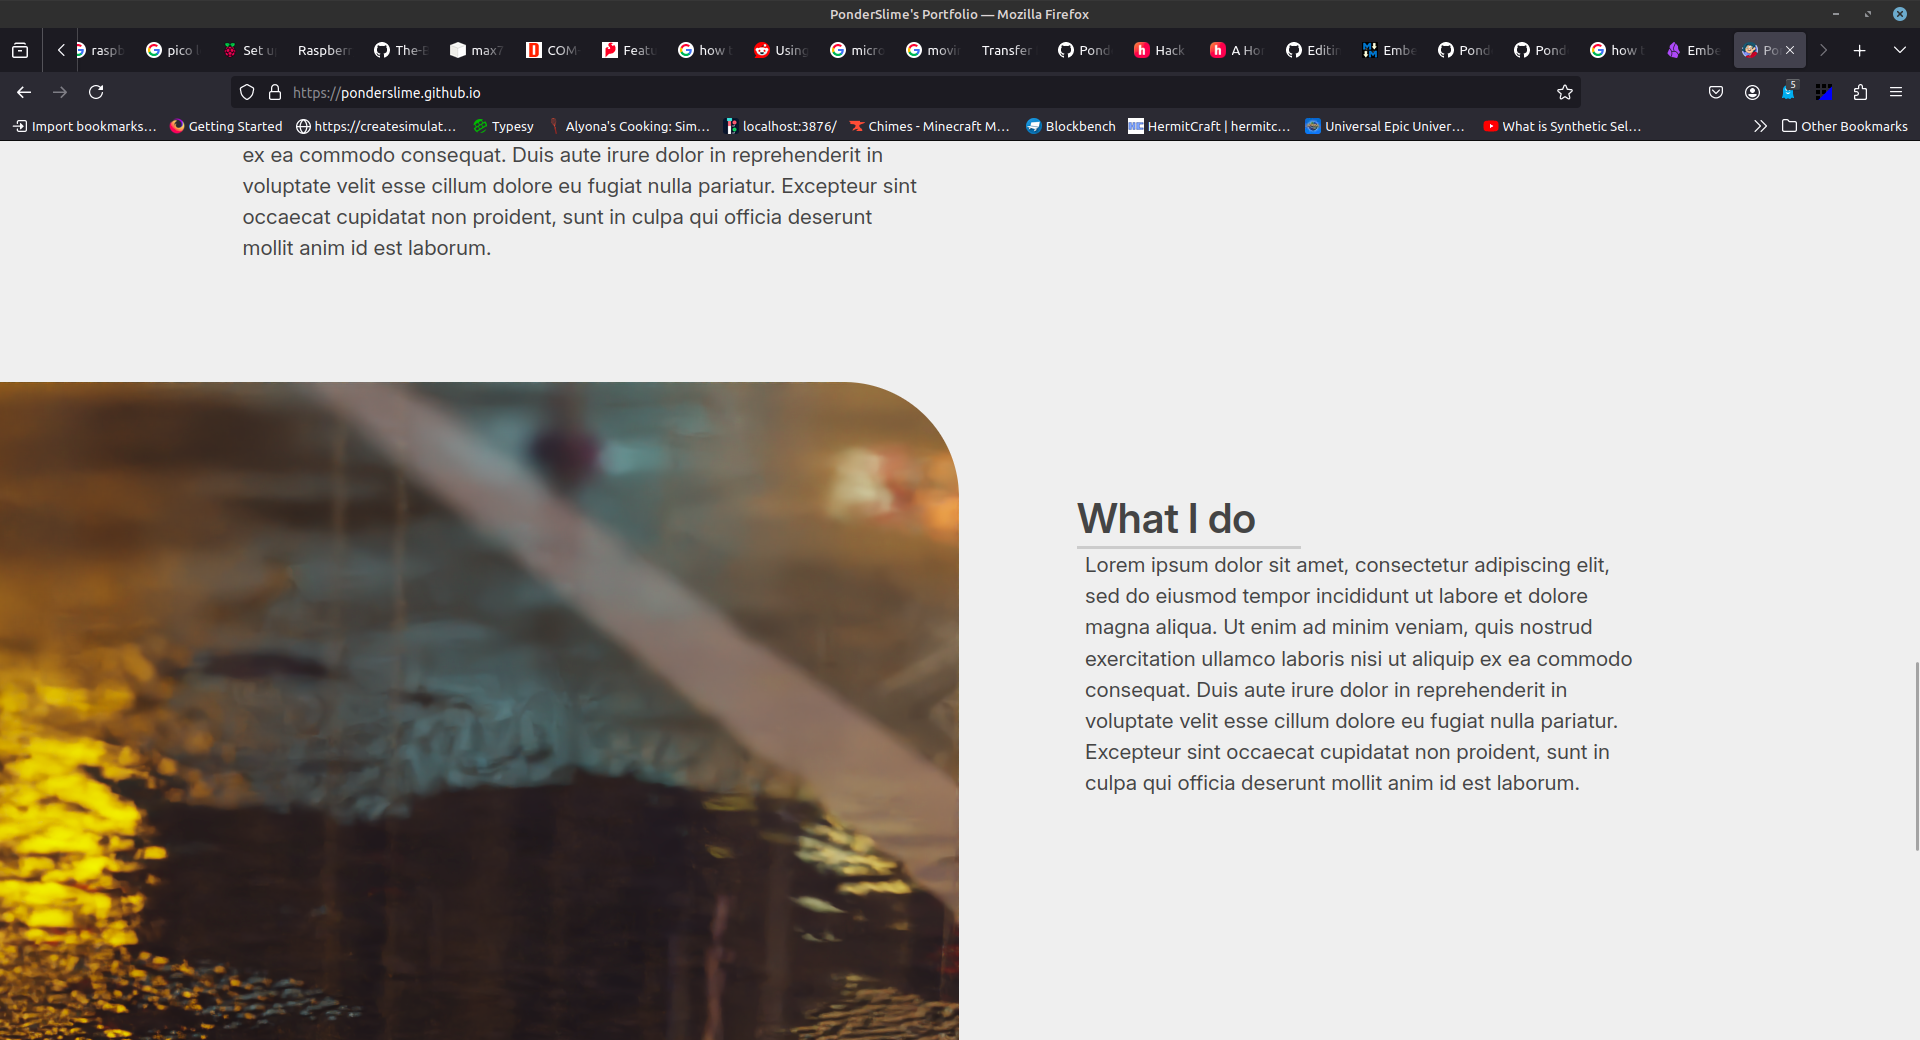 PonderSlime's Portfolio — Mozilla Firefox
raspb pico l Set u Raspberr The-E max7 COM- Featu how t Using micro movin Transfer Pond Hack A Ho Editin Embe Pond Pond how t Embe Po
https://ponderslime.github.io
5
Import bookmarks... Getting Started https://createsimulat... Typesy Alyona's Cooking: Sim... localhost:3876/ Chimes - Minecraft M... Blockbench HermitCraft | hermitc... Universal Epic Univer... What is Synthetic Sel... Other Bookmarks
ex ea commodo consequat. Duis aute irure dolor in reprehenderit in
voluptate velit esse cillum dolore eu fugiat nulla pariatur. Excepteur sint
occaecat cupidatat non proident, sunt in culpa qui officia deserunt
mollit anim id est laborum.
What I do
Lorem ipsum dolor sit amet, consectetur adipiscing elit,
sed do eiusmod tempor incididunt ut labore et dolore
magna aliqua. Ut enim ad minim veniam, quis nostrud
exercitation ullamco laboris nisi ut aliquip ex ea commodo
consequat. Duis aute irure dolor in reprehenderit in
voluptate velit esse cillum dolore eu fugiat nulla pariatur.
Excepteur sint occaecat cupidatat non proident, sunt in
culpa qui officia deserunt mollit anim id est laborum.